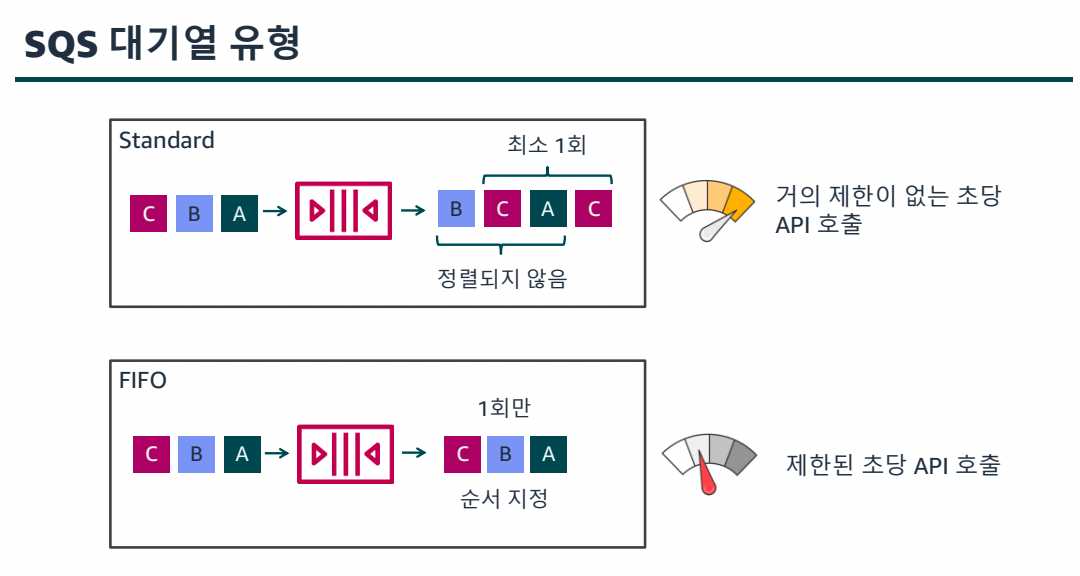 SQS 대기열 유형
Standard
최소 1회
C B A
B C A C
정렬되지 않음
거의 제한이 없는 초당
API 호출
FIFO
1회만
C B A
C B A
순서 지정
제한된 초당 API 호출